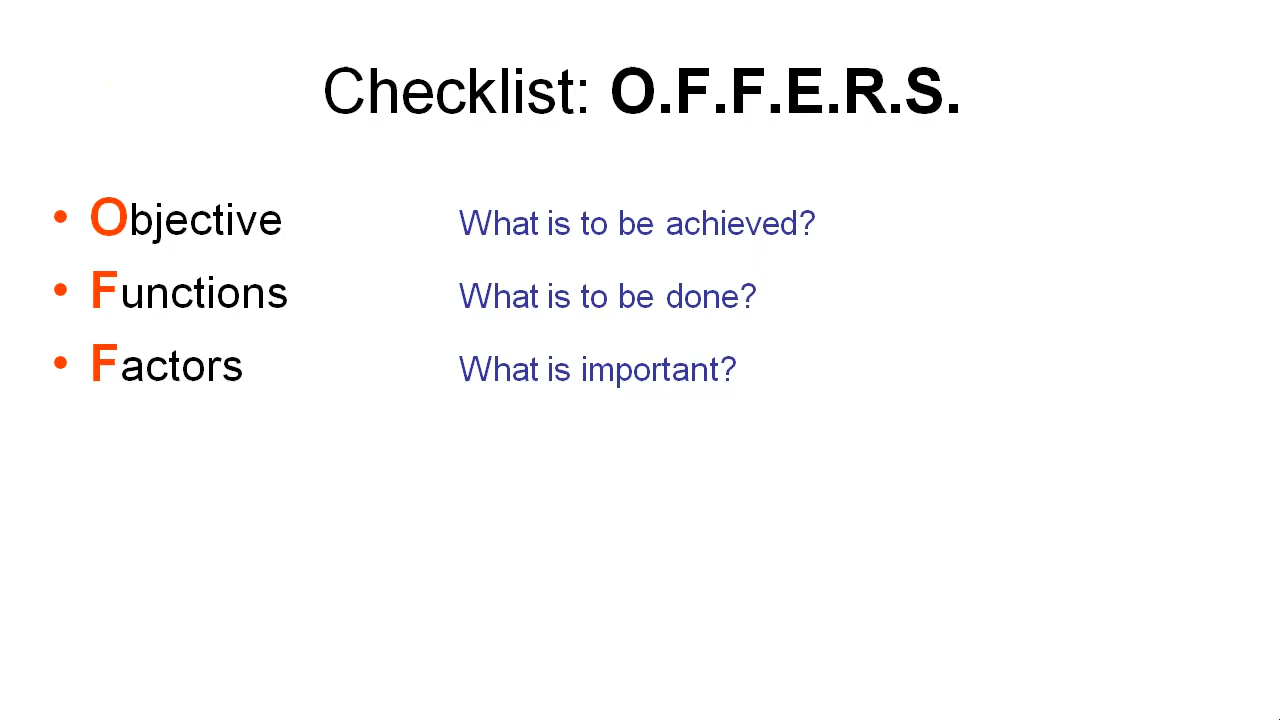 Checklist: O.F.F.E.R.S.
• Objective What is to be achieved?
• Functions What is to be done?
• Factors What is important?